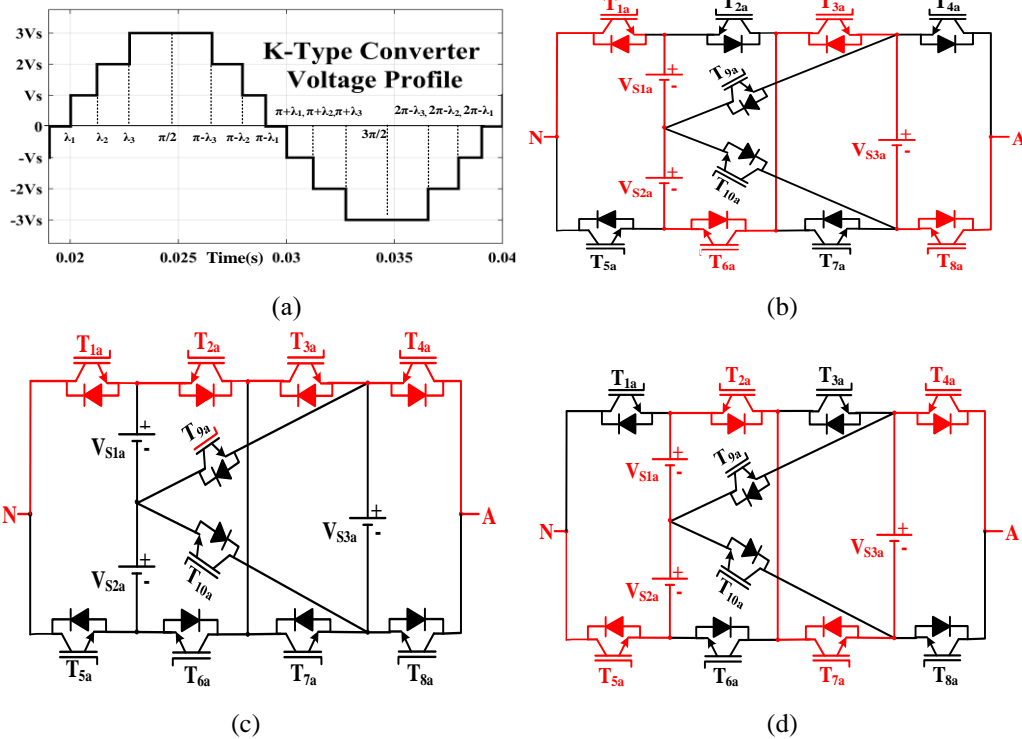 3Vs
2Vs
Vs
0
-Vs
-2Vs
-3Vs
K-Type Converter
Voltage Profile
λ1 λ2 λ3 π/2 π-λ3 π-λ2 π-λ1
π+λ1, π+λ2, π+λ3 2π-λ3, 2π-λ2, 2π-λ1
3π/2
0.02 0.025 0.03 0.035 0.04
Time(s)
(a)
T1a T2a T3a T4a
VS1a + -
T9a
N VS3a + - A
VS2a + -
T10a
T5a T6a T7a T8a
(b)
T1a T2a T3a T4a
VS1a + -
T9a
N VS3a + - A
VS2a + -
T10a
T5a T6a T7a T8a
(c)
T1a T2a T3a T4a
VS1a + -
T9a
N VS3a + - A
VS2a + -
T10a
T5a T6a T7a T8a
(d)